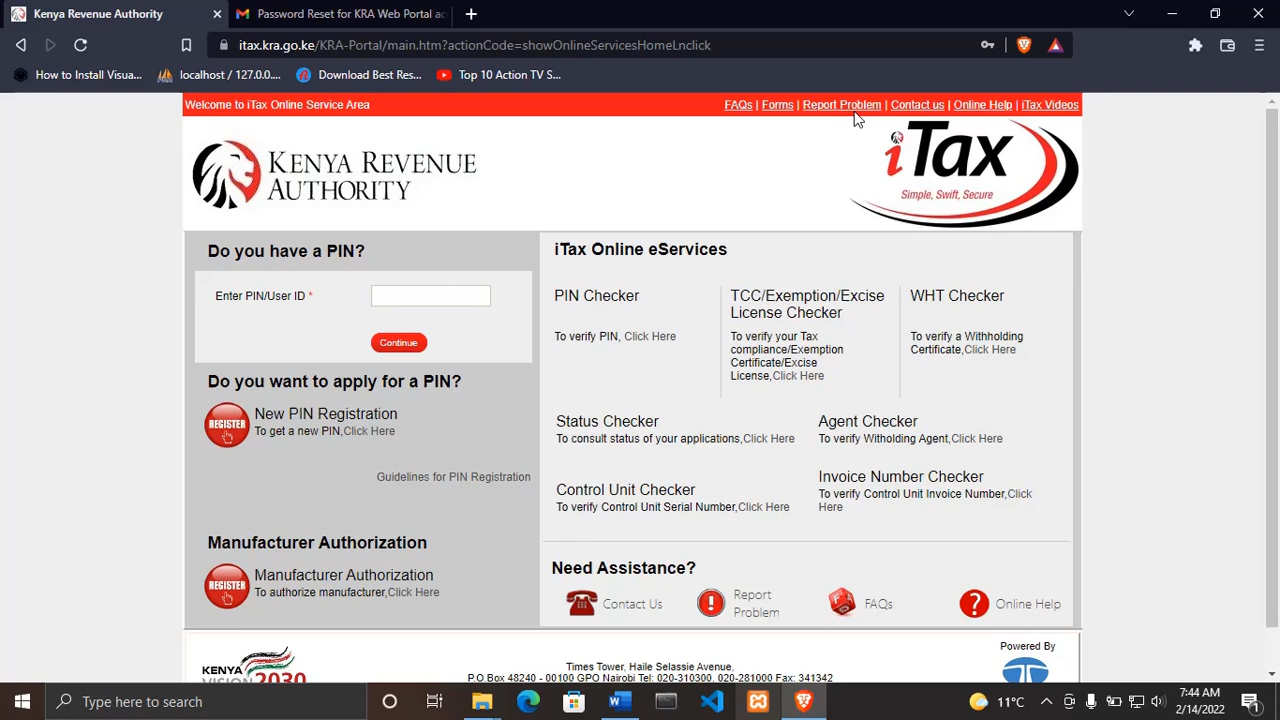 Kenya Revenue Authority
Password Reset for KRA Web Portal ac
itax.kra.go.ke/KRA-Portal/main.htm?actionCode=showOnlineServicesHomeLnclick
How to Install Visua...
localhost / 127.0.0....
Download Best Res...
Top 10 Action TV S...
Welcome to iTax Online Service Area
FAQs | Forms | Report Problem | Contact us | Online Help | iTax Videos
KENYA REVENUE
AUTHORITY
iTax
Simple, Swift, Secure
Do you have a PIN?
Enter PIN/User ID *
Continue
Do you want to apply for a PIN?
REGISTER
New PIN Registration
To get a new PIN,Click Here
Guidelines for PIN Registration
Manufacturer Authorization
REGISTER
Manufacturer Authorization
To authorize manufacturer,Click Here
iTax Online eServices
PIN Checker
To verify PIN, Click Here
TCC/Exemption/Excise
License Checker
To verify your Tax
compliance/Exemption
Certificate/Excise
License,Click Here
WHT Checker
To verify a Withholding
Certificate,Click Here
Status Checker
To consult status of your applications,Click Here
Agent Checker
To verify Witholding Agent,Click Here
Control Unit Checker
To verify Control Unit Serial Number,Click Here
Invoice Number Checker
To verify Control Unit Invoice Number,Click
Here
Need Assistance?
Contact Us
Report
Problem
FAQs
Online Help
KENYA
VISION 2030
Times Tower, Haile Selassie Avenue,
P.O.Box 48240 - 00100 GPO Nairobi Tel: 020-310300, 020-281000 Fax: 341342
Powered By
Type here to search
11°C
7:44 AM
2/14/2022
1